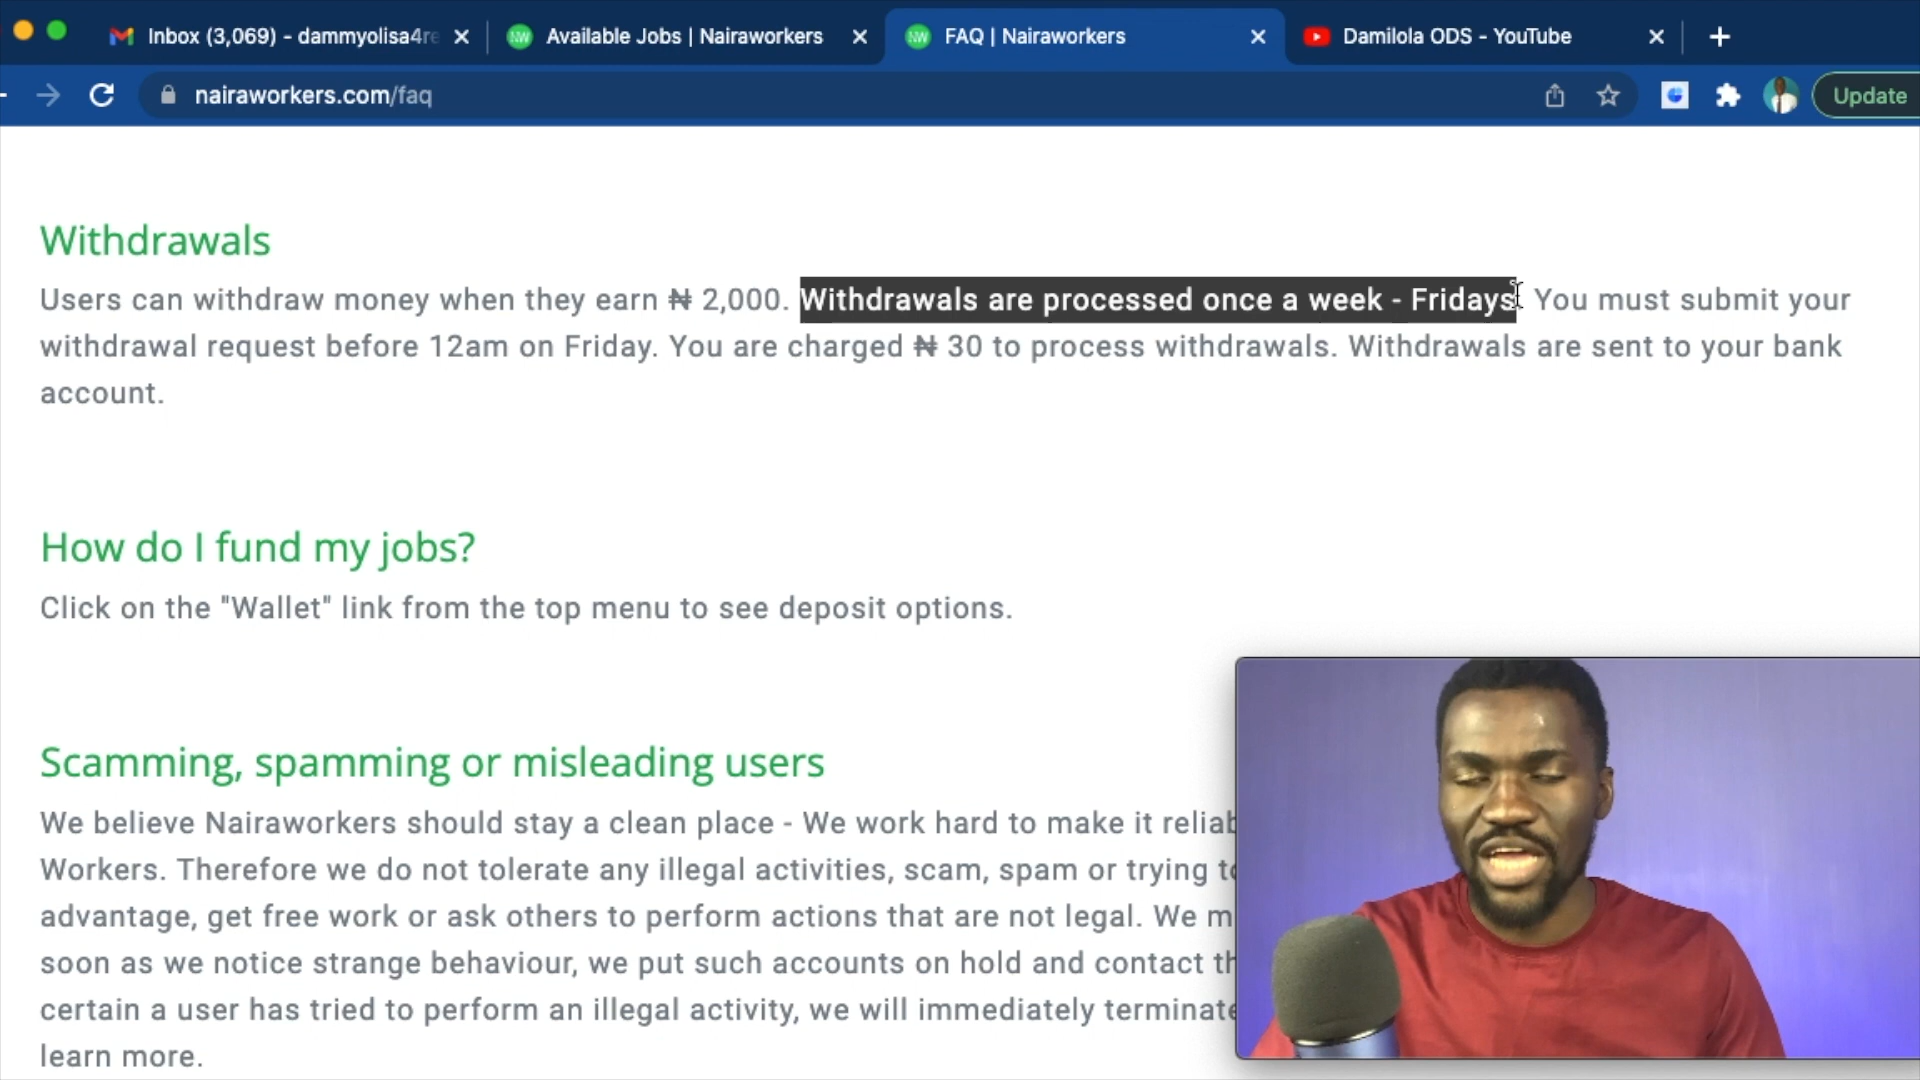 Inbox (3,069) - dammyolisa4re
Available Jobs | Nairaworkers
FAQ | Nairaworkers
Damilola ODS - YouTube
nairaworkers.com/faq
Update
Withdrawals
Users can withdraw money when they earn ₦ 2,000. Withdrawals are processed once a week - Fridays. You must submit your
withdrawal request before 12am on Friday. You are charged ₦ 30 to process withdrawals. Withdrawals are sent to your bank
account.
How do I fund my jobs?
Click on the "Wallet" link from the top menu to see deposit options.
Scamming, spamming or misleading users
We believe Nairaworkers should stay a clean place - We work hard to make it reliab
Workers. Therefore we do not tolerate any illegal activities, scam, spam or trying to
advantage, get free work or ask others to perform actions that are not legal. We m
soon as we notice strange behaviour, we put such accounts on hold and contact th
certain a user has tried to perform an illegal activity, we will immediately terminate
learn more.